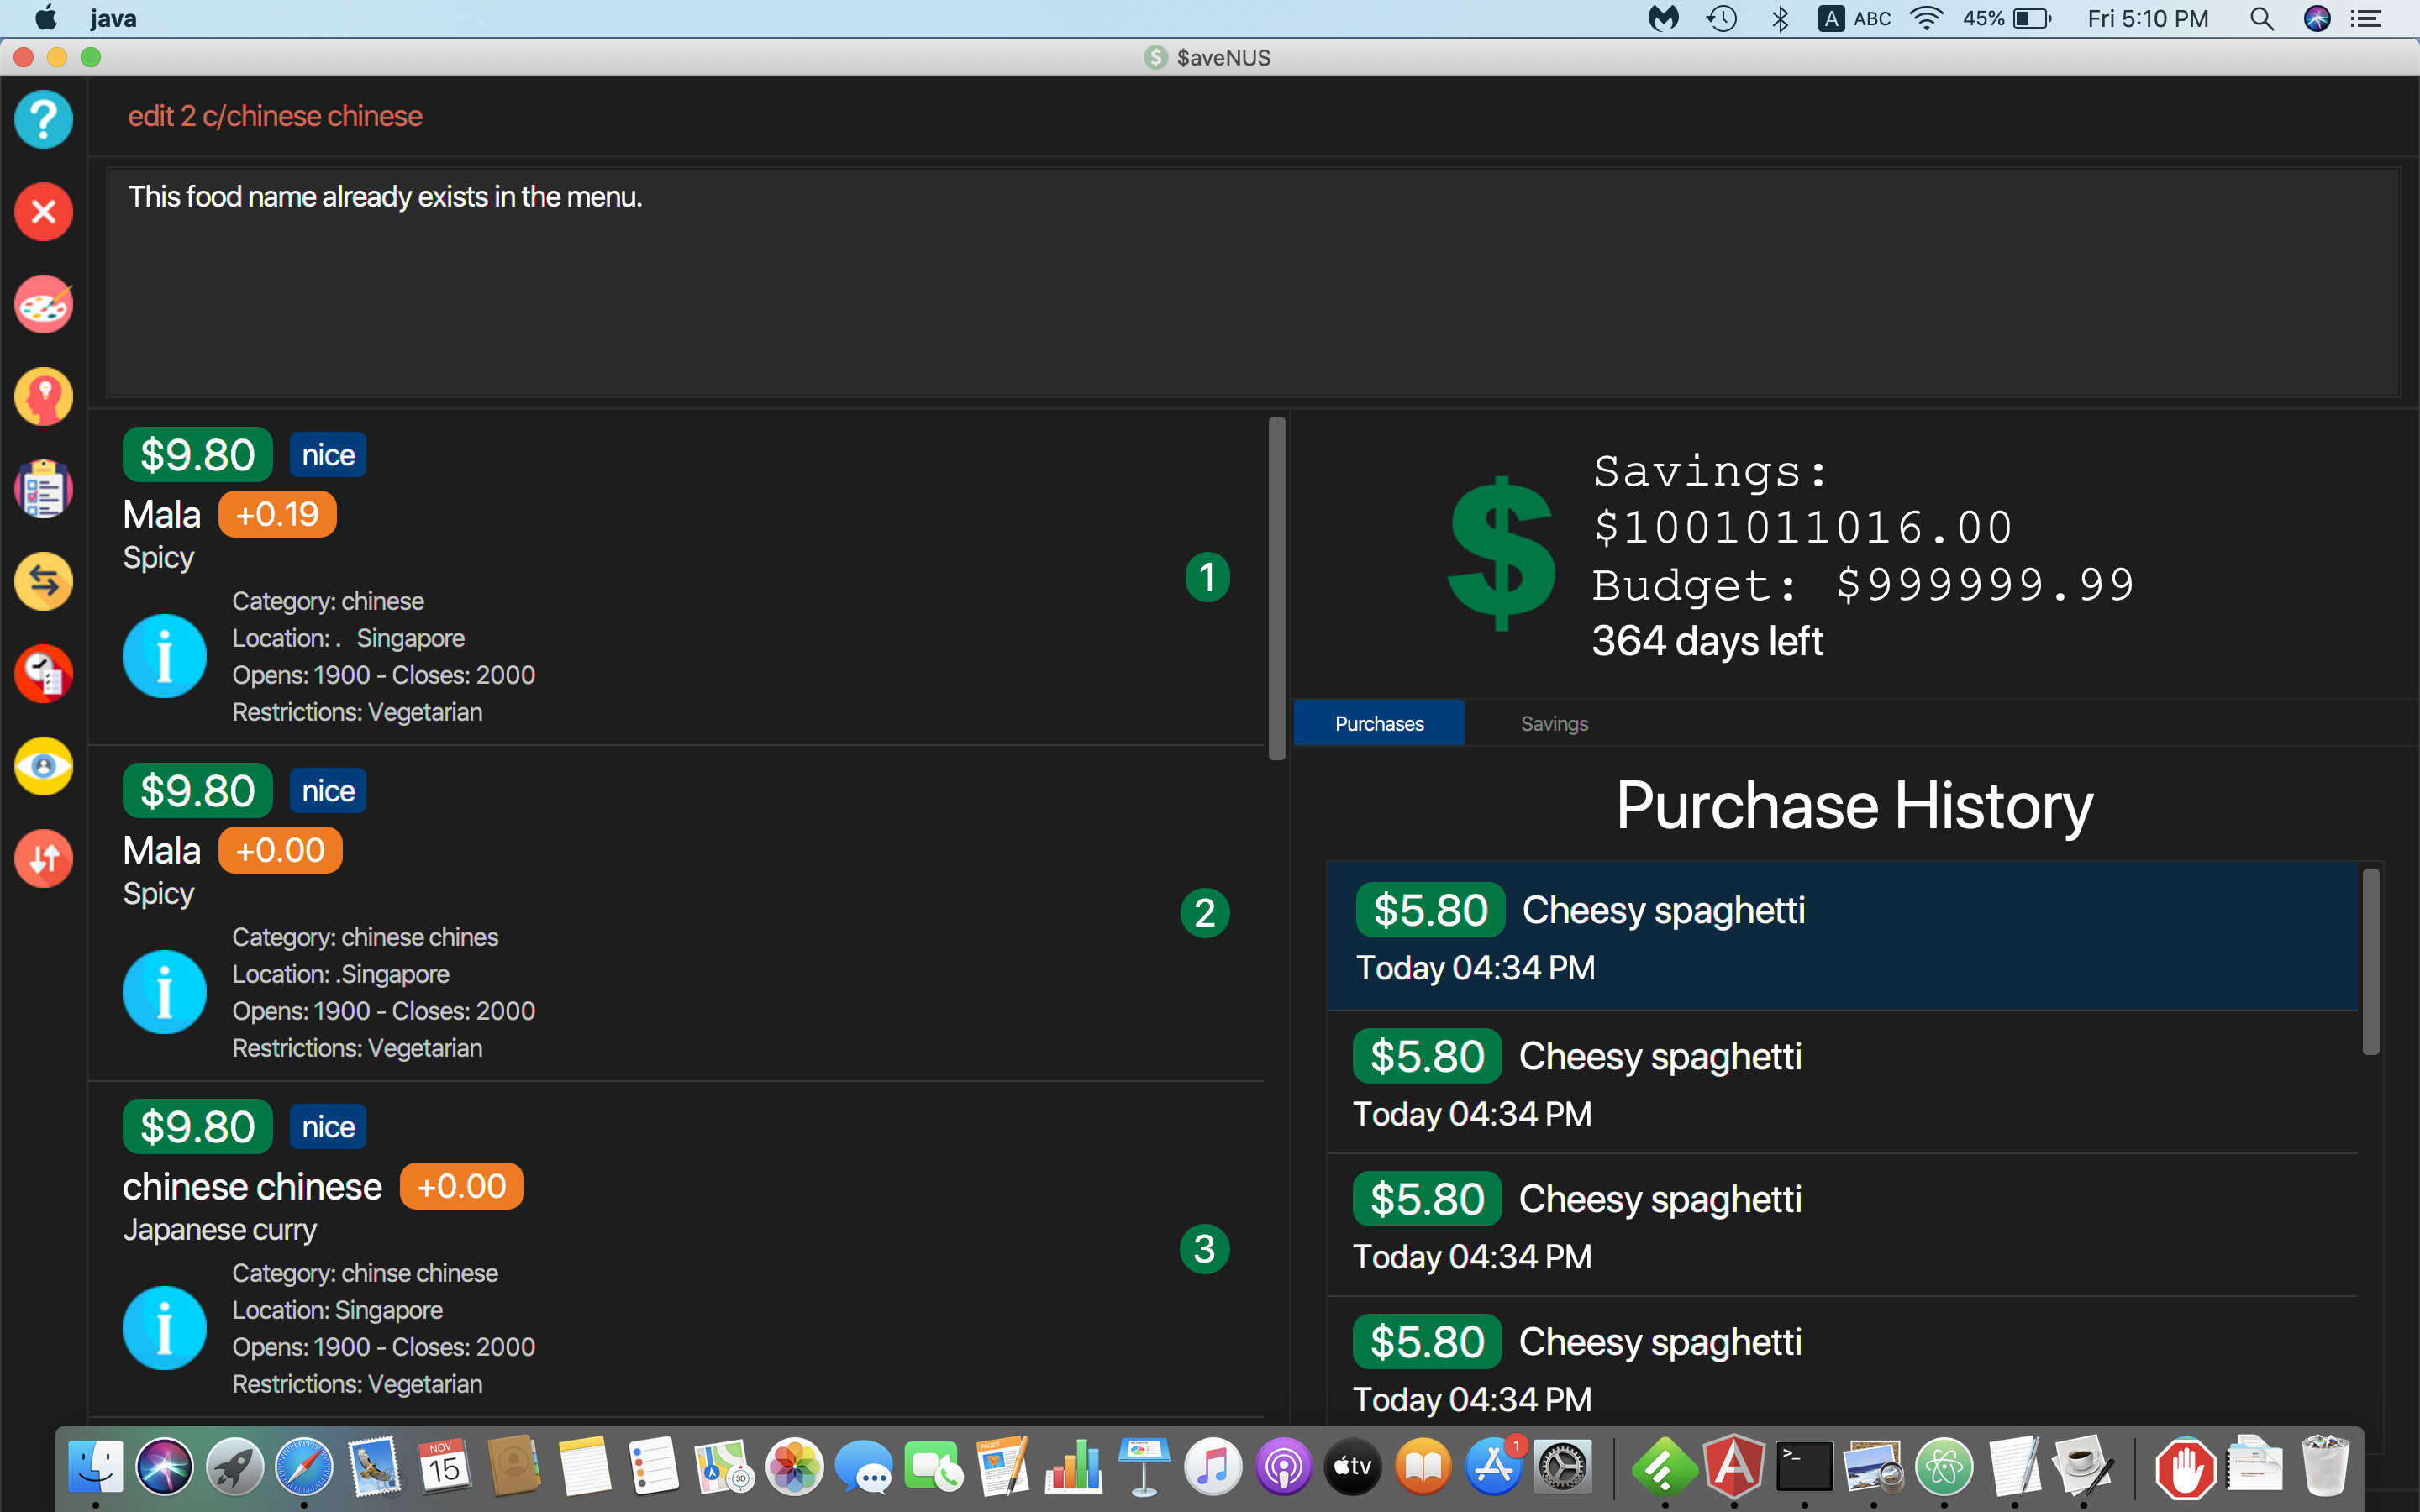 java
A ABC 45% Fri 5:10 PM
$aveNUS
edit 2 c/chinese chinese
This food name already exists in the menu.
$9.80 nice
Mala +0.19
Spicy
1
Category: chinese
Location: .  Singapore
Opens: 1900 - Closes: 2000
Restrictions: Vegetarian
$9.80 nice
Mala +0.00
Spicy
2
Category: chinese chines
Location: .Singapore
Opens: 1900 - Closes: 2000
Restrictions: Vegetarian
$9.80 nice
chinese chinese +0.00
Japanese curry
3
Category: chinse chinese
Location: Singapore
Opens: 1900 - Closes: 2000
Restrictions: Vegetarian
Savings:
$1001011016.00
Budget: $999999.99
364 days left
Purchases Savings
Purchase History
$5.80 Cheesy spaghetti
Today 04:34 PM
$5.80 Cheesy spaghetti
Today 04:34 PM
$5.80 Cheesy spaghetti
Today 04:34 PM
$5.80 Cheesy spaghetti
Today 04:34 PM
NOV
15
3D
PAGES
tv
1